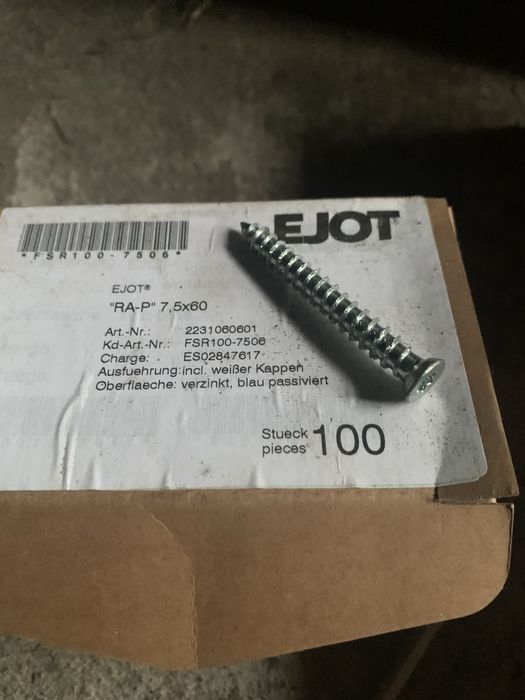 EJOT
*FSR100-7506*
EJOT®
"RA-P" 7,5x60
Art.-Nr.: 2231060601
Kd-Art.-Nr.: FSR100-7506
Charge: ES02847617
Ausfuehrung:incl. weißer Kappen
Oberflaeche: verzinkt, blau passiviert
Stueck
pieces 100